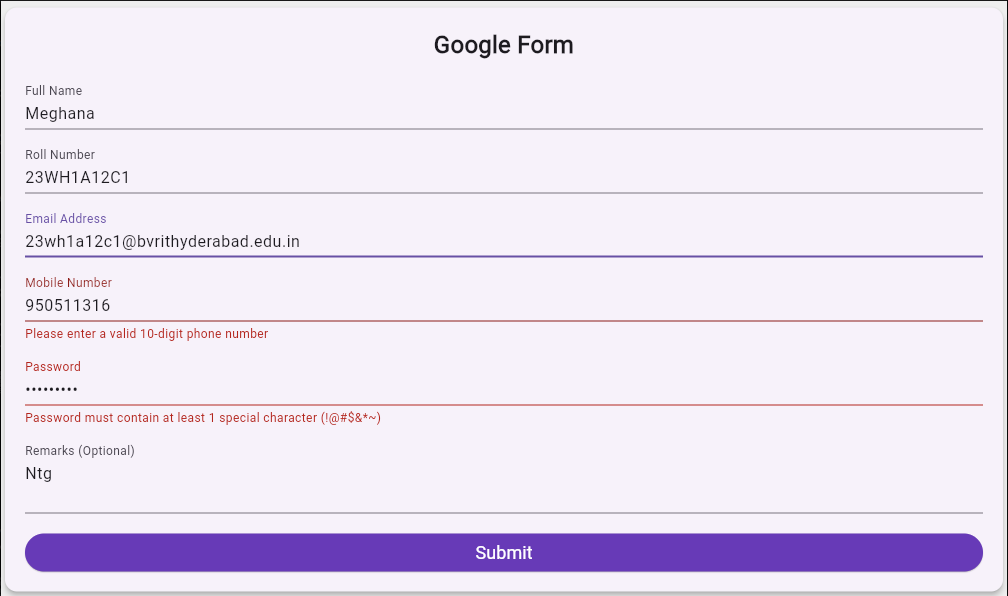 Google Form
Full Name
Meghana
Roll Number
23WH1A12C1
Email Address
23wh1a12c1@bvrithyderabad.edu.in
Mobile Number
950511316
Please enter a valid 10-digit phone number
Password
•••••••••
Password must contain at least 1 special character (!@#$&*~)
Remarks (Optional)
Ntg
Submit